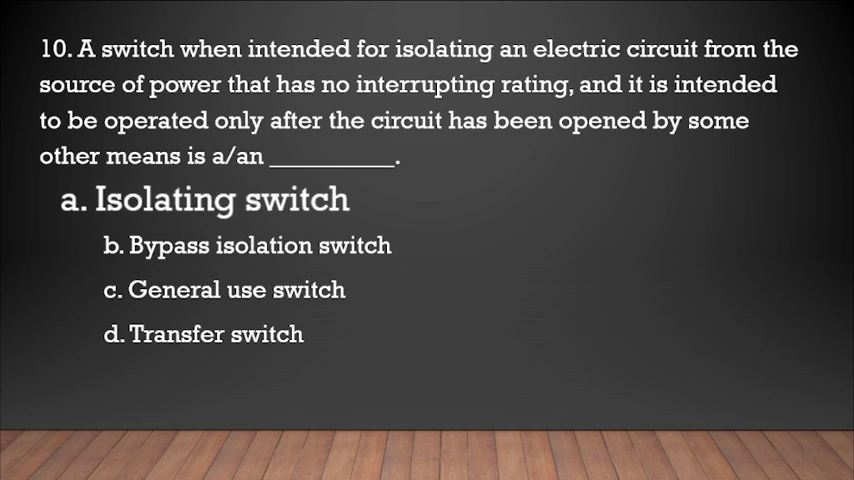 10. A switch when intended for isolating an electric circuit from the
source of power that has no interrupting rating, and it is intended
to be operated only after the circuit has been opened by some
other means is a/an __________.
a. Isolating switch
b. Bypass isolation switch
c. General use switch
d. Transfer switch